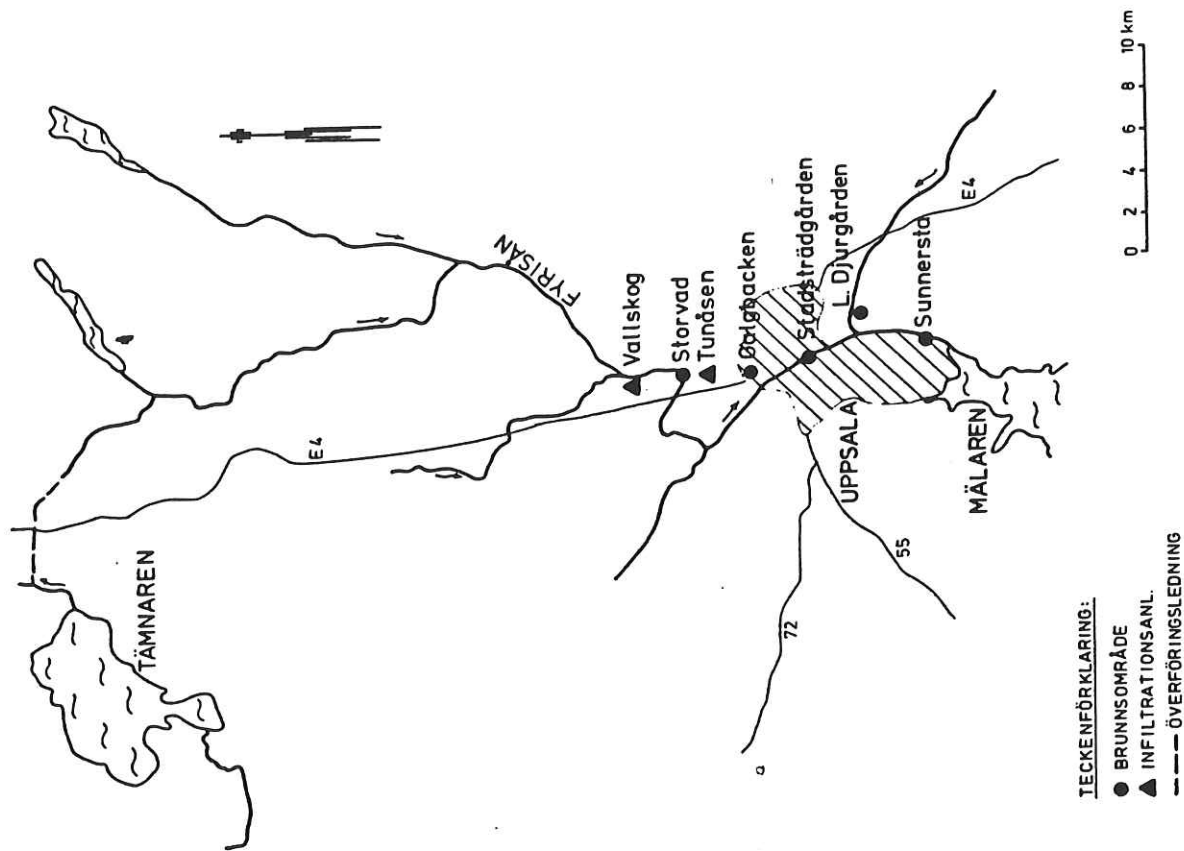 TÄMNAREN
E4
FYRISÅN
Vallskog
Storvad
Tunåsen
Galgbacken
Stadsträdgården
L. Djurgården
E4
Sunnersta
UPPSALA
MÄLAREN
72
55
0 2 4 6 8 10 km
TECKENFÖRKLARING:
BRUNNSOMRÅDE
INFILTRATIONSANL.
ÖVERFÖRINGSLEDNING